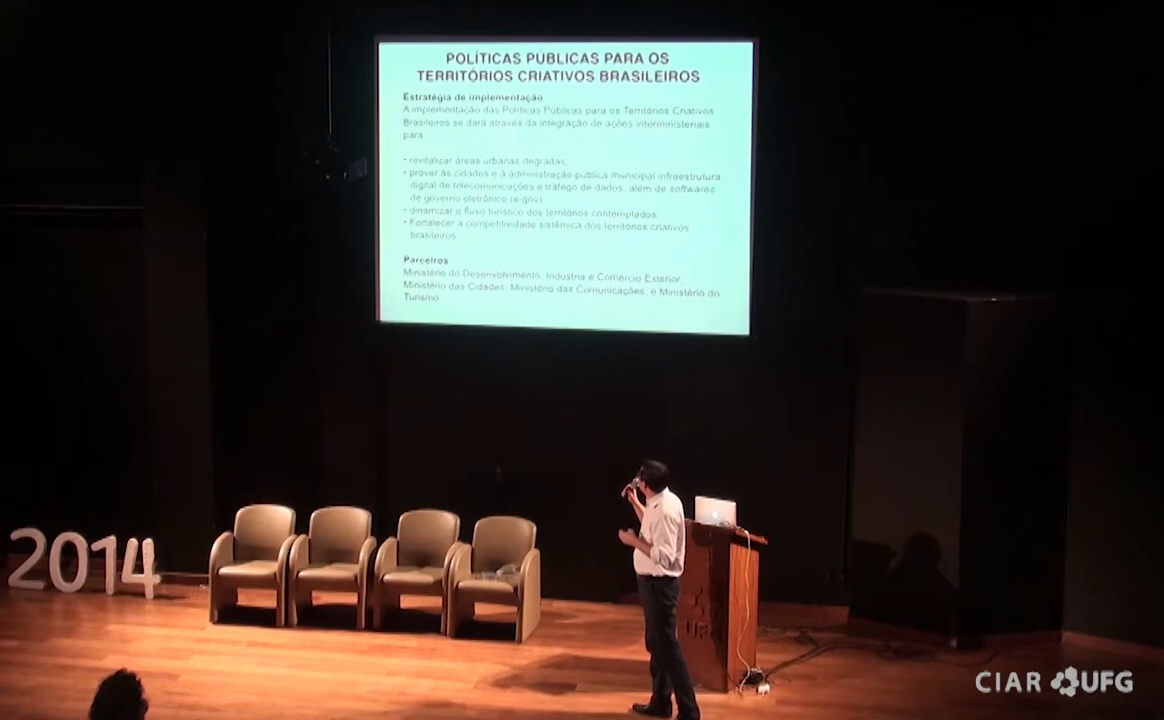 POLÍTICAS PÚBLICAS PARA OS
TERRITÓRIOS CRIATIVOS BRASILEIROS
Estratégia de implementação
A implementação das Políticas Públicas para os Territórios Criativos
Brasileiros se dará através da integração de ações interministeriais
para:
• revitalizar áreas urbanas degradas;
• prover às cidades e à administração pública municipal infraestrutura
digital de telecomunicações e tráfego de dados, além de softwares
de governo eletrônico (e-gov)
• dinamizar o fluxo turístico dos territórios contemplados;
• Fortalecer a competitividade sistêmica dos territórios criativos
brasileiros
Parceiros
Ministério do Desenvolvimento, Indústria e Comércio Exterior;
Ministério das Cidades; Ministério das Comunicações; e Ministério do
Turismo
2014
UFG
CIAR UFG